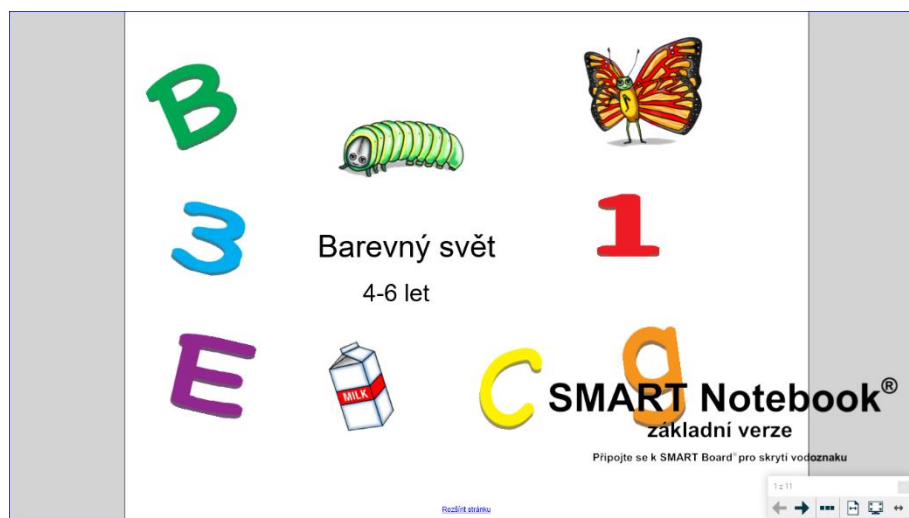 B
3
1
Barevný svět
4-6 let
E
MILK
C
g
SMART Notebook®
základní verze
Připojte se k SMART Board® pro skrytí vodoznaku
1 z 11
Rozšířit stránku